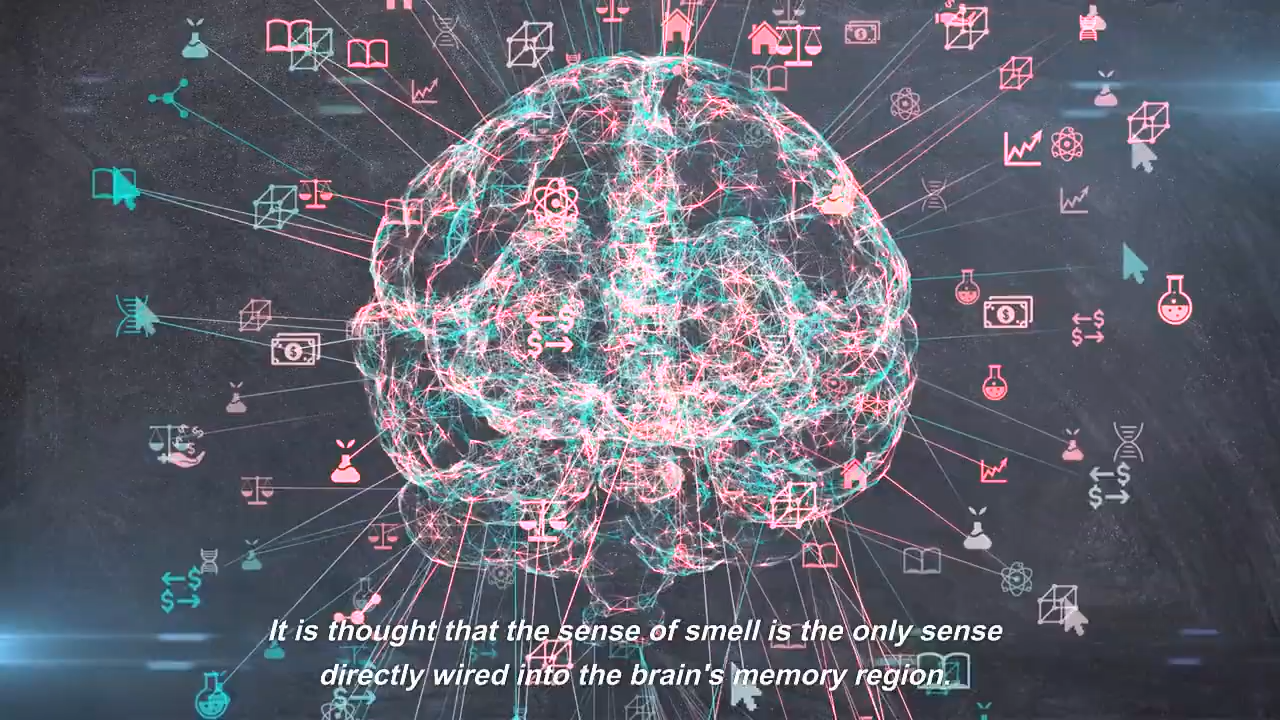 It is thought that the sense of smell is the only sense
directly wired into the brain's memory region.